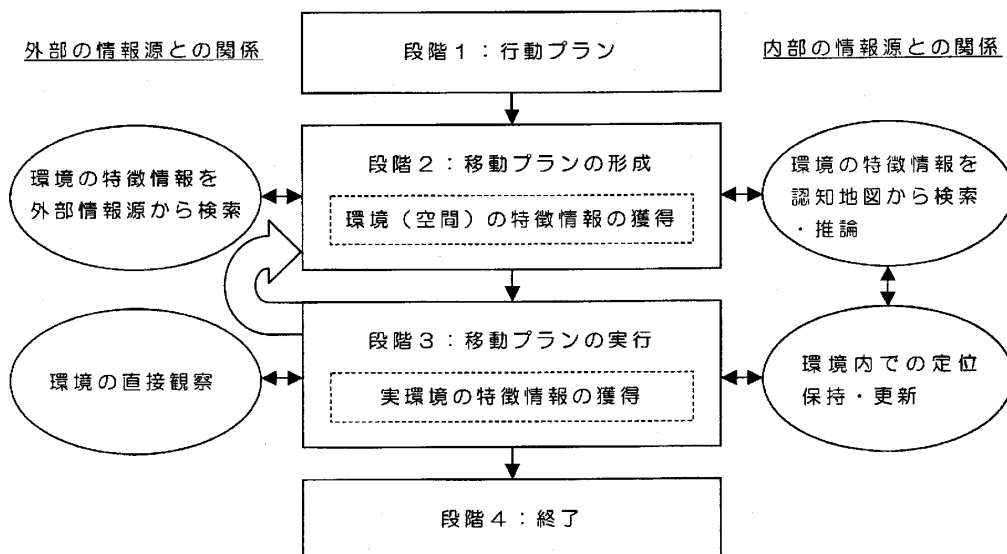 外部の情報源との関係
段階1：行動プラン
内部の情報源との関係
段階2：移動プランの形成
環境（空間）の特徴情報の獲得
環境の特徴情報を
外部情報源から検索
環境の特徴情報を
認知地図から検索
・推論
段階3：移動プランの実行
実環境の特徴情報の獲得
環境の直接観察
環境内での定位
保持・更新
段階4：終了